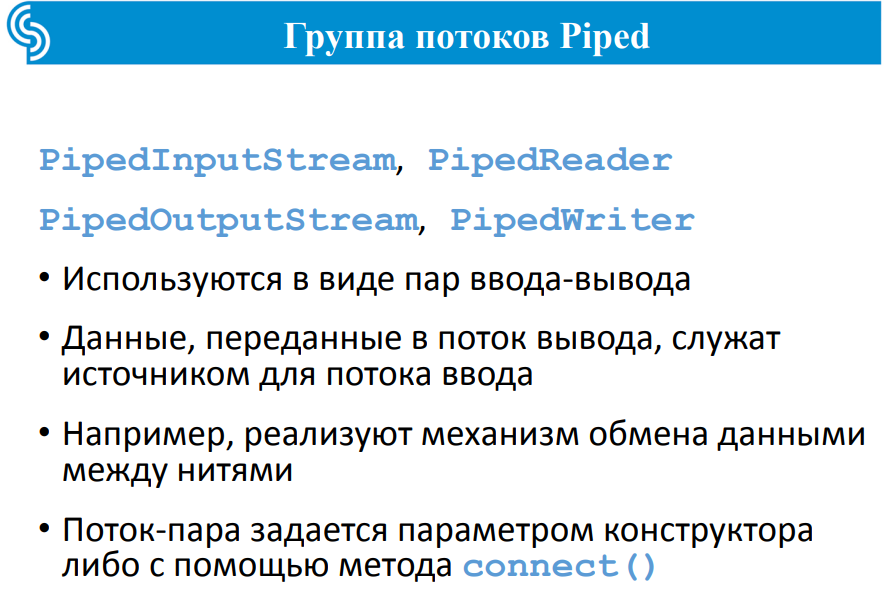 Группа потоков Piped
PipedInputStream, PipedReader
PipedOutputStream, PipedWriter
• Используются в виде пар ввода-вывода
• Данные, переданные в поток вывода, служат
источником для потока ввода
• Например, реализуют механизм обмена данными
между нитями
• Поток-пара задается параметром конструктора
либо с помощью метода connect()